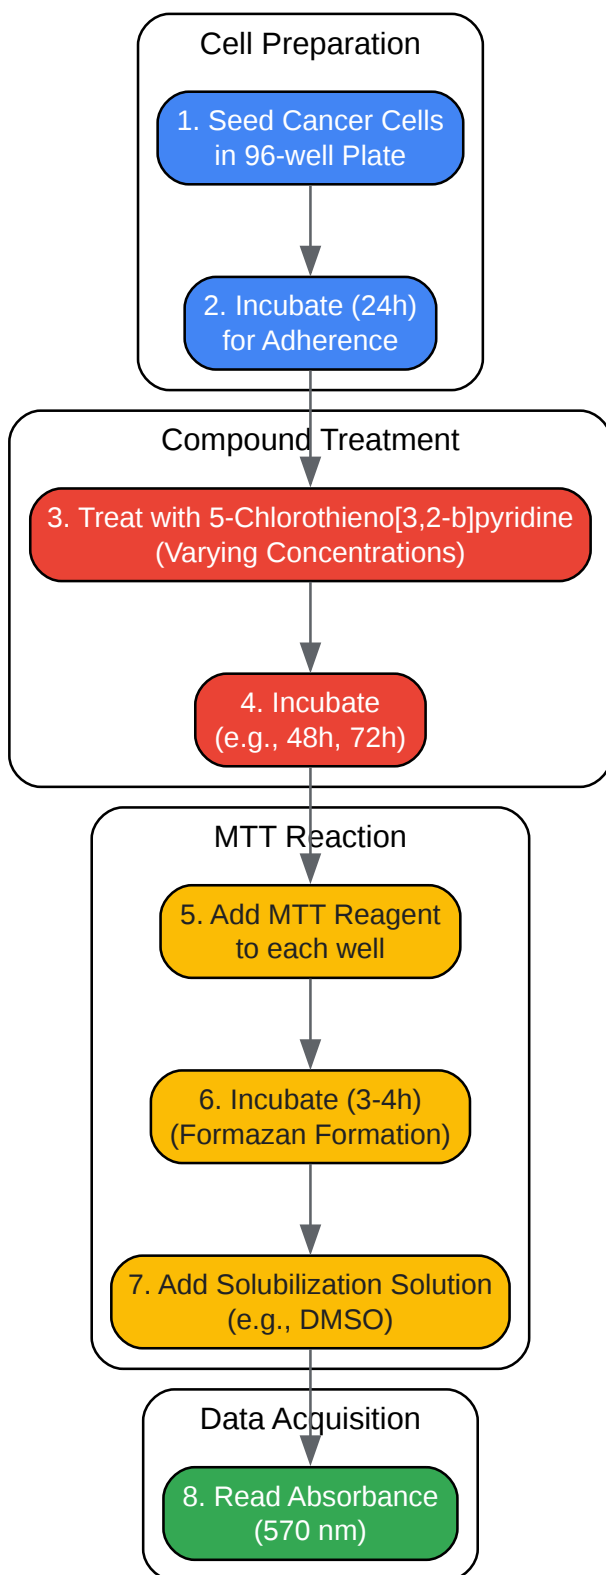 Cell Preparation
1. Seed Cancer Cells
in 96-well Plate
2. Incubate (24h)
for Adherence
Compound Treatment
3. Treat with 5-Chlorothieno[3,2-b]pyridine
(Varying Concentrations)
4. Incubate
(e.g., 48h, 72h)
MTT Reaction
5. Add MTT Reagent
to each well
6. Incubate (3-4h)
(Formazan Formation)
7. Add Solubilization Solution
(e.g., DMSO)
Data Acquisition
8. Read Absorbance
(570 nm)